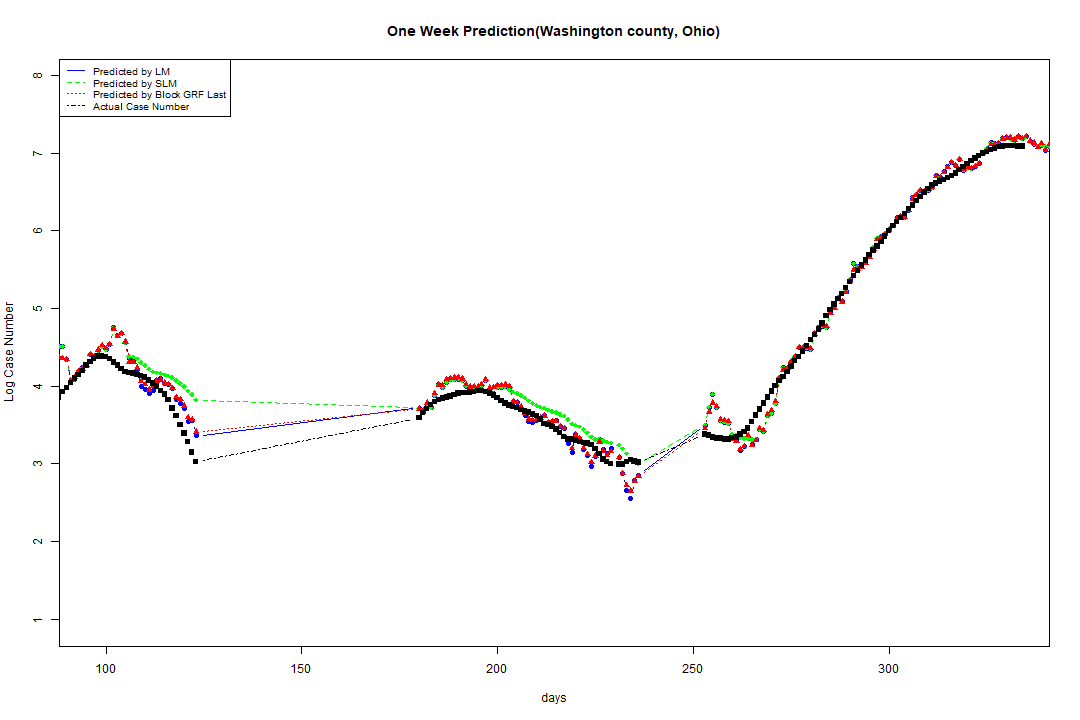 One Week Prediction(Washington county, Ohio)
Predicted by LM
Predicted by SLM
Predicted by Block GRF Last
Actual Case Number
8
7
6
5
4
3
2
1
Log Case Number
100 150 200 250 300
days